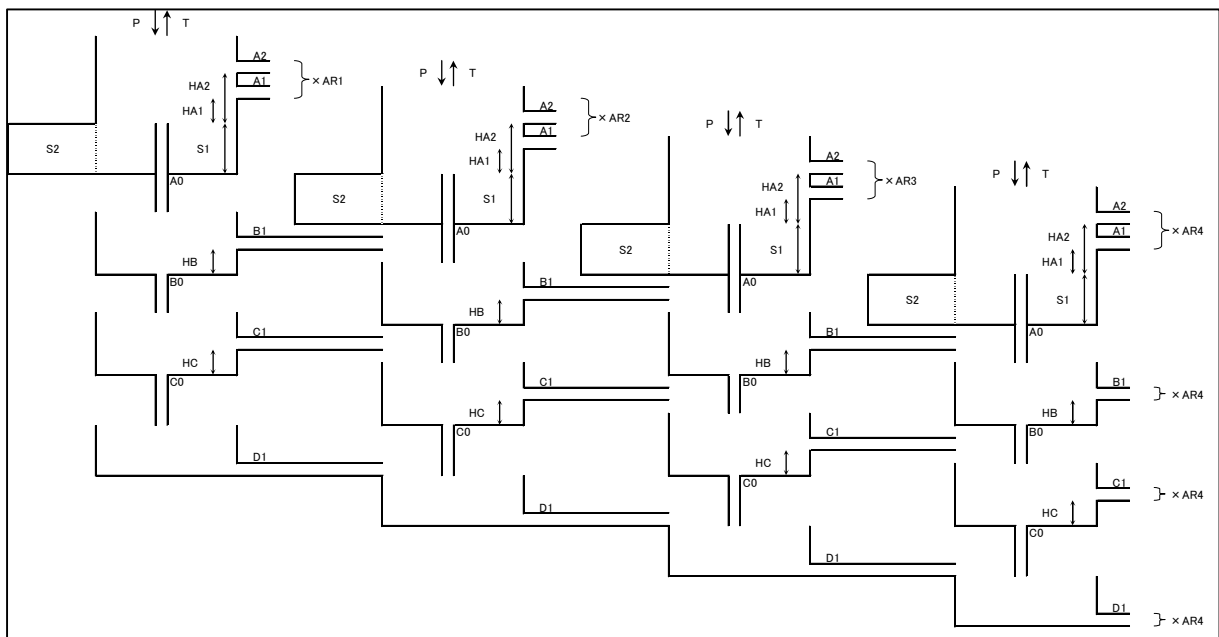 P T
A2
HA2 A1 × AR1
HA1
S2 S1
A0
B1
HB
B0
C1
HC
C0
D1
P T
A2
HA2 A1 × AR2
HA1
S2 S1
A0
B1
HB
B0
C1
HC
C0
D1
P T
A2
HA2 A1 × AR3
HA1
S2 S1
A0
B1
HB
B0
C1
HC
C0
D1
P T
A2
HA2 A1 × AR4
HA1
S2 S1
A0
B1 × AR4
HB
B0
C1 × AR4
HC
C0
D1 × AR4